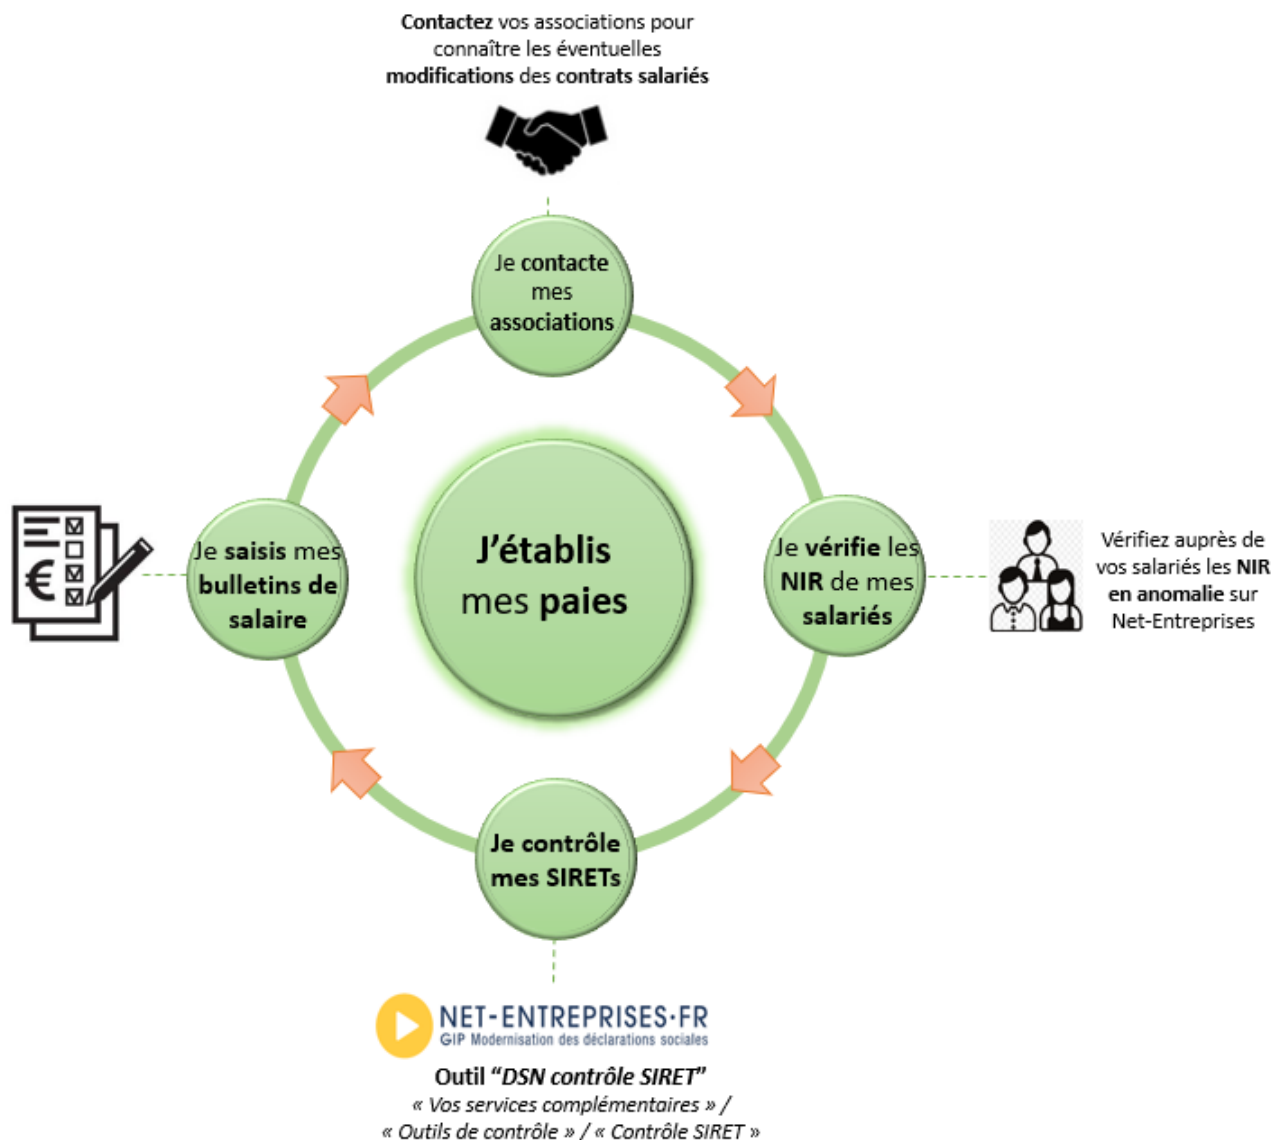 Contactez vos associations pour
connaître les éventuelles
modifications des contrats salariés
Je contacte
mes
associations
J'établis
mes paies
Je saisis mes
bulletins de
salaire
€
Je vérifie les
NIR de mes
salariés
Vérifiez auprès de
vos salariés les NIR
en anomalie sur
Net-Entreprises
Je contrôle
mes SIRETs
NET-ENTREPRISES·FR
GIP Modernisation des déclarations sociales
Outil “DSN contrôle SIRET”
« Vos services complémentaires » /
« Outils de contrôle » / « Contrôle SIRET »